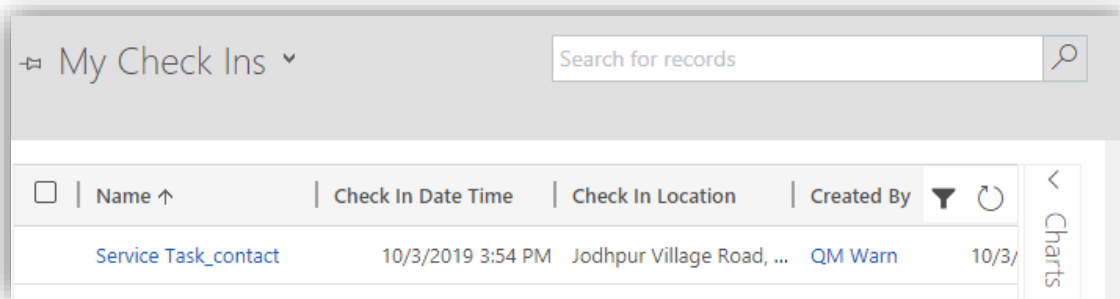 My Check Ins
Search for records
Name ↑ Check In Date Time Check In Location Created By
Service Task_contact 10/3/2019 3:54 PM Jodhpur Village Road, ... QM Warn 10/3/
Charts